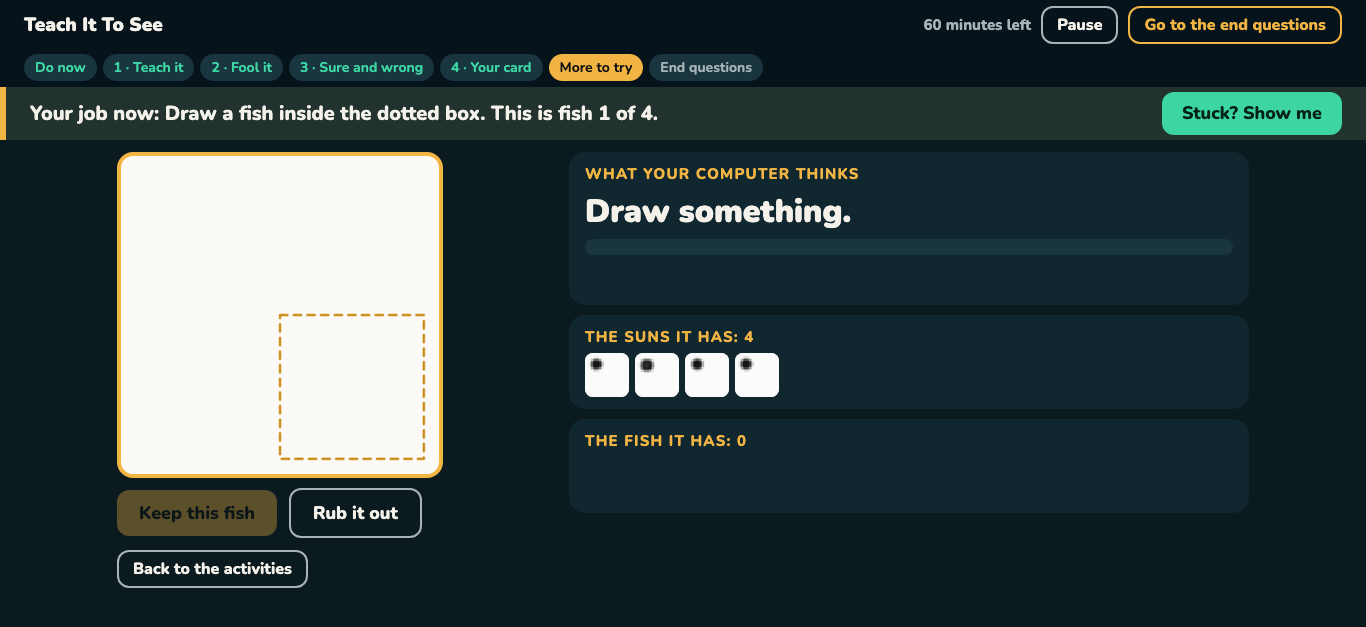 Teach It To See
60 minutes left
Pause
Go to the end questions
Do now
1 · Teach it
2 · Fool it
3 · Sure and wrong
4 · Your card
More to try
End questions
Your job now: Draw a fish inside the dotted box. This is fish 1 of 4.
Stuck? Show me
WHAT YOUR COMPUTER THINKS
Draw something.
THE SUNS IT HAS: 4
THE FISH IT HAS: 0
Keep this fish
Rub it out
Back to the activities